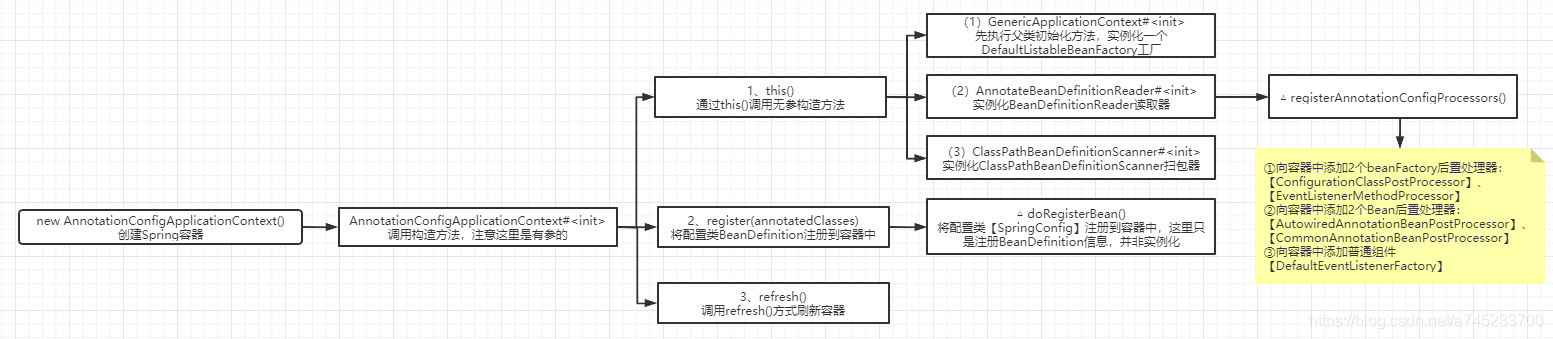 new AnnotationConfigApplicationContext()
创建Spring容器
AnnotationConfigApplicationContext#<init>
调用构造方法，注意这里是有参的
1、this()
通过this()调用无参构造方法
（1）GenericApplicationContext#<init>
先执行父类初始化方法，实例化一个
DefaultListableBeanFactory工厂
（2）AnnotateBeanDefinitionReader#<init>
实例化BeanDefinitionReader读取器
△ registerAnnotationConfigProcessors()
①向容器中添加2个beanFactory后置处理器：
【ConfigurationClassPostProcessor】、
【EventListenerMethodProcessor】
②向容器中添加2个Bean后置处理器：
【AutowiredAnnotationBeanPostProcessor】、
【CommonAnnotationBeanPostProcessor】
③向容器中添加普通组件
【DefaultEventListenerFactory】
（3）ClassPathBeanDefinitionScanner#<init>
实例化ClassPathBeanDefinitionScanner扫包器
2、register(annotatedClasses)
将配置类BeanDefinition注册到容器中
△ doRegisterBean()
将配置类【SpringConfig】注册到容器中，这里只
是注册BeanDefinition信息，并非实例化
3、refresh()
调用refresh()方式刷新容器
https://blog.csdn.net/a745233700